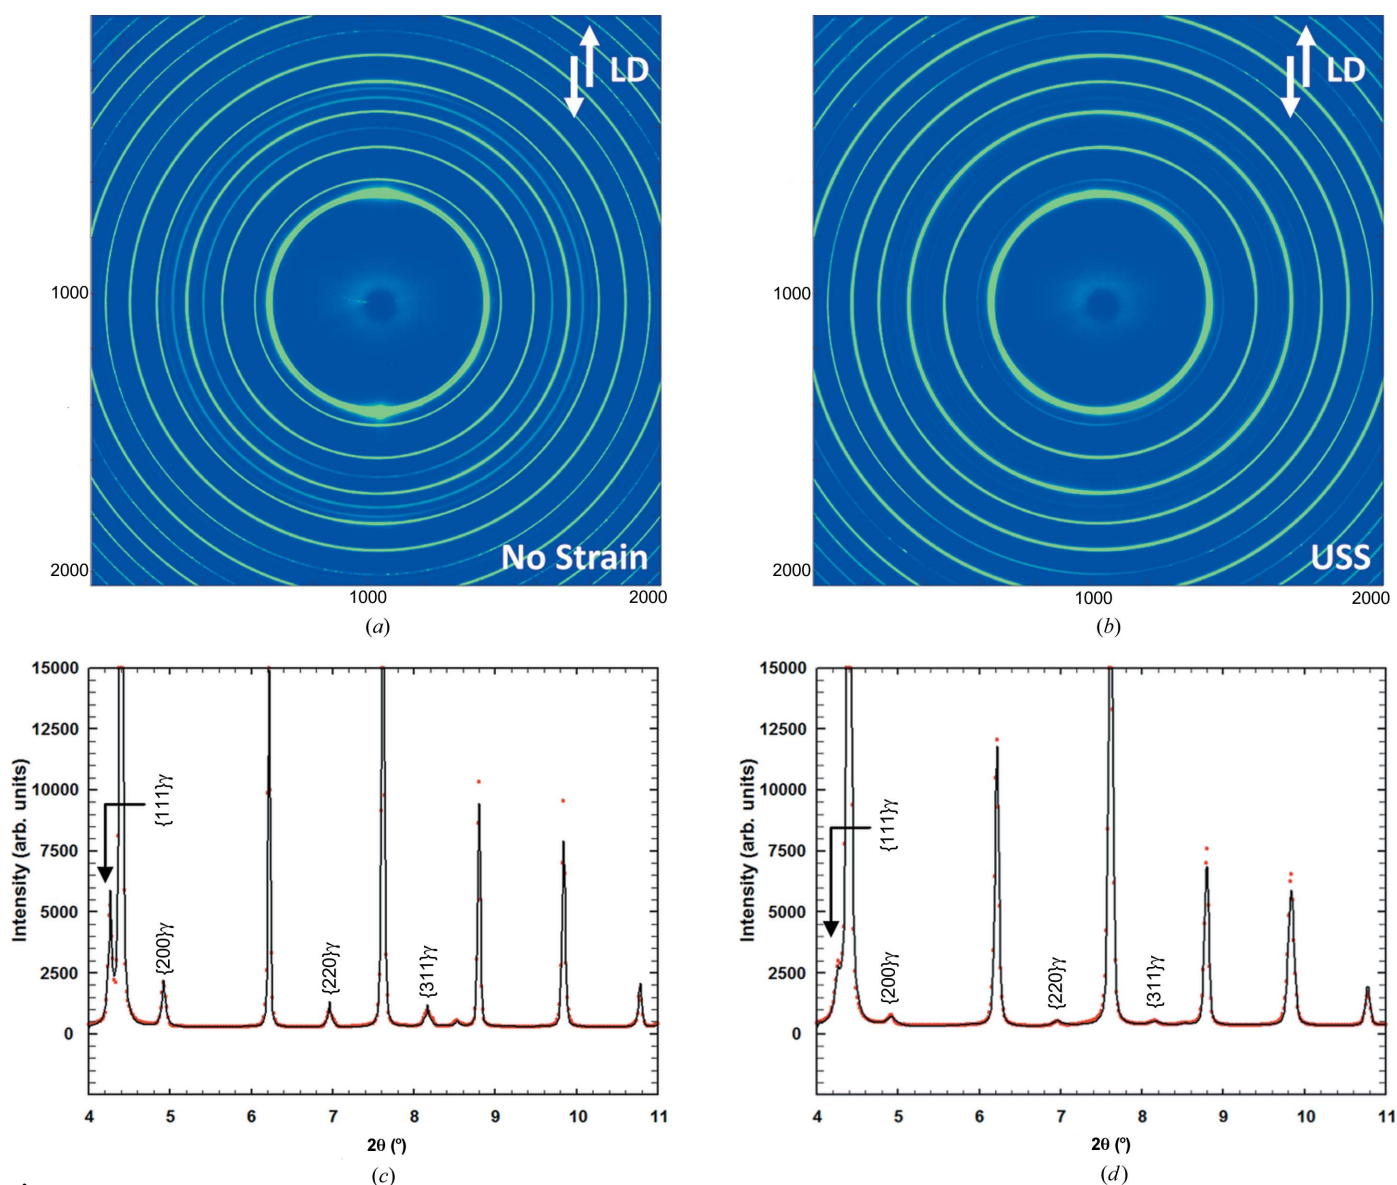 LD
1000
No Strain
2000
1000
2000
(a)
LD
1000
USS
2000
1000
2000
(b)
15000
12500
10000
7500
5000
2500
0
Intensity (arb. units)
{111}γ
{200}γ
{220}γ
{311}γ
4 5 6 7 8 9 10 11
2θ (º)
(c)
15000
12500
10000
7500
5000
2500
0
Intensity (arb. units)
{111}γ
{200}γ
{220}γ
{311}γ
4 5 6 7 8 9 10 11
2θ (º)
(d)